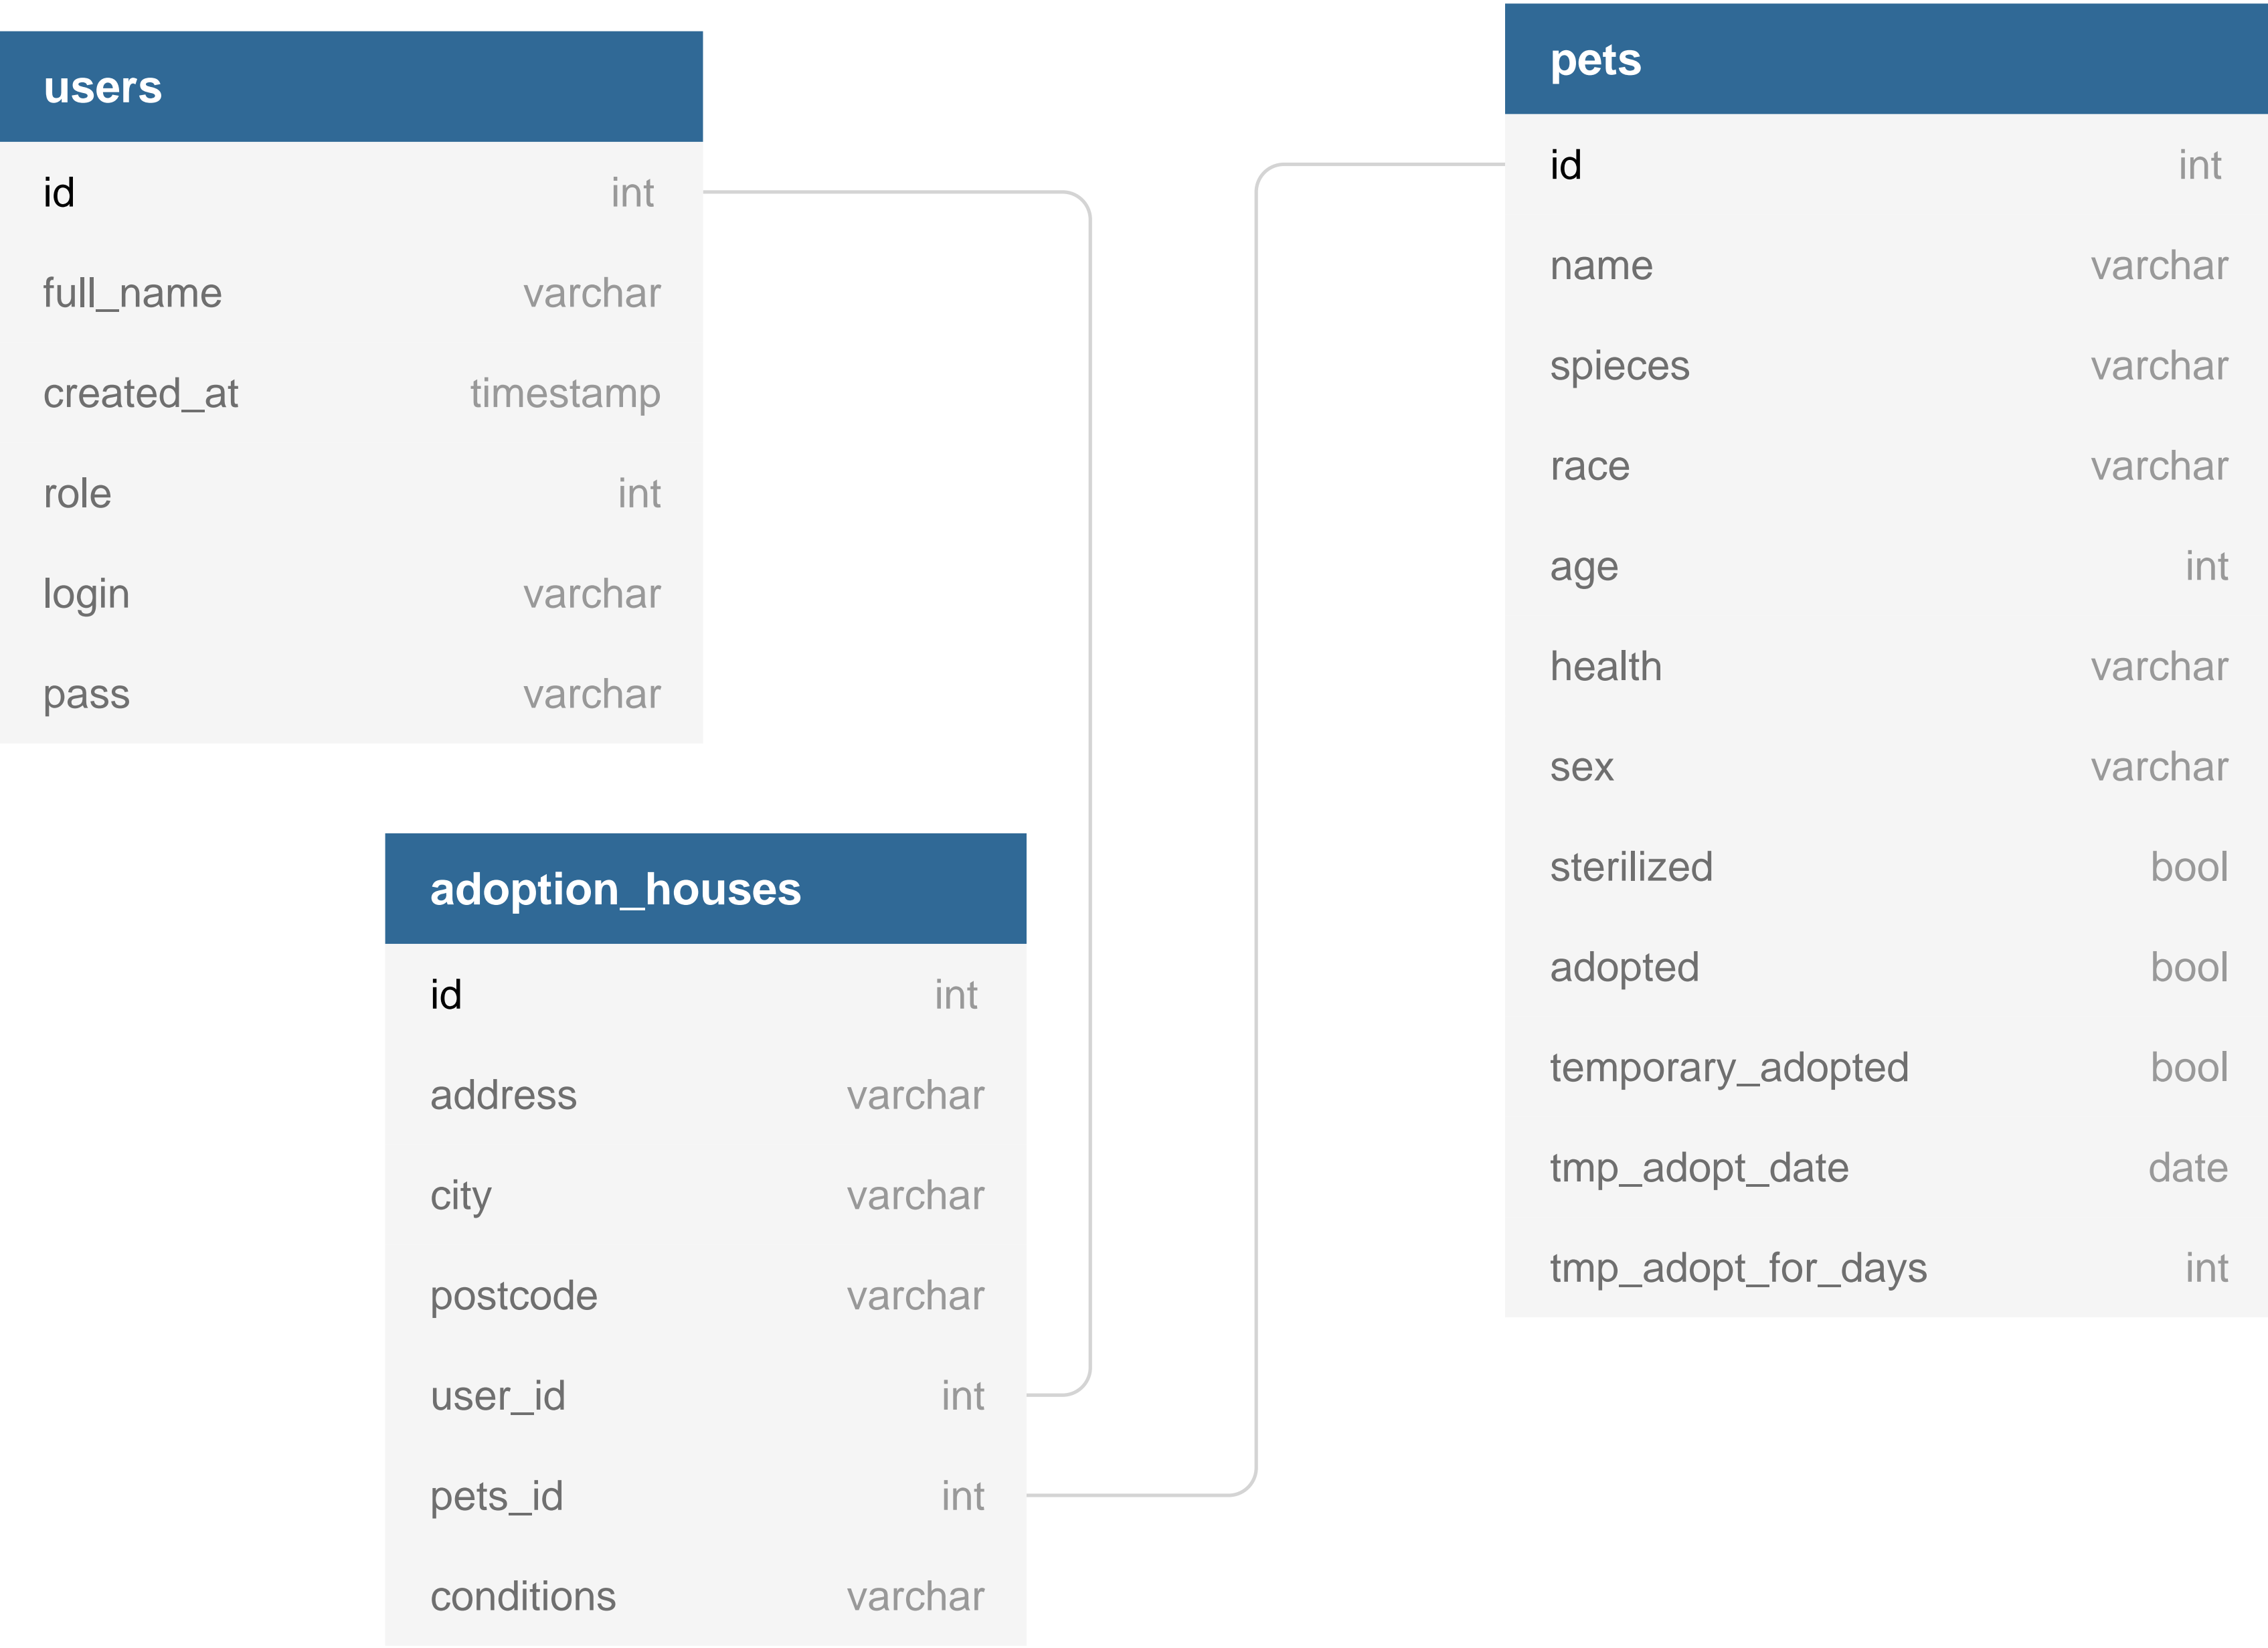 users
id int
full_name varchar
created_at timestamp
role int
login varchar
pass varchar
adoption_houses
id int
address varchar
city varchar
postcode varchar
user_id int
pets_id int
conditions varchar
pets
id int
name varchar
spieces varchar
race varchar
age int
health varchar
sex varchar
sterilized bool
adopted bool
temporary_adopted bool
tmp_adopt_date date
tmp_adopt_for_days int